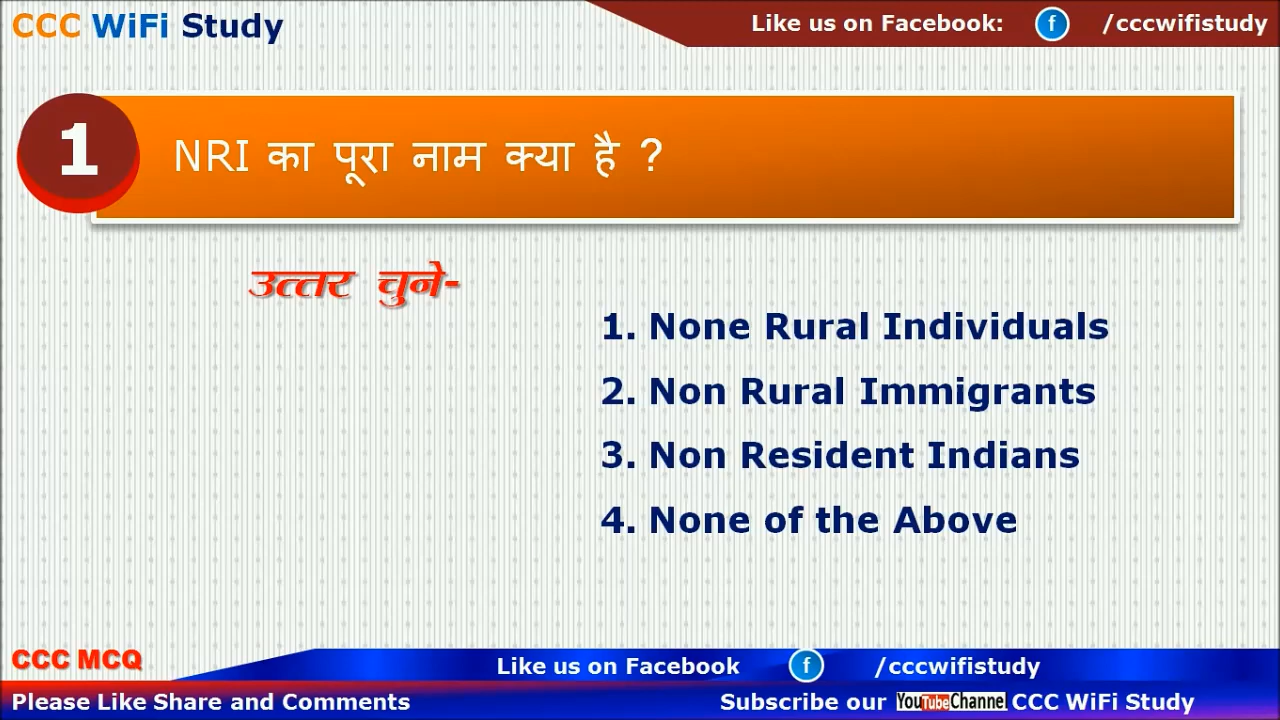 CCC WiFi Study
Like us on Facebook: f /cccwifistudy
1
NRI का पूरा नाम क्या है ?
उत्तर चुने-
1. None Rural Individuals
2. Non Rural Immigrants
3. Non Resident Indians
4. None of the Above
CCC MCQ
Like us on Facebook f /cccwifistudy
Please Like Share and Comments
Subscribe our YouTube Channel CCC WiFi Study